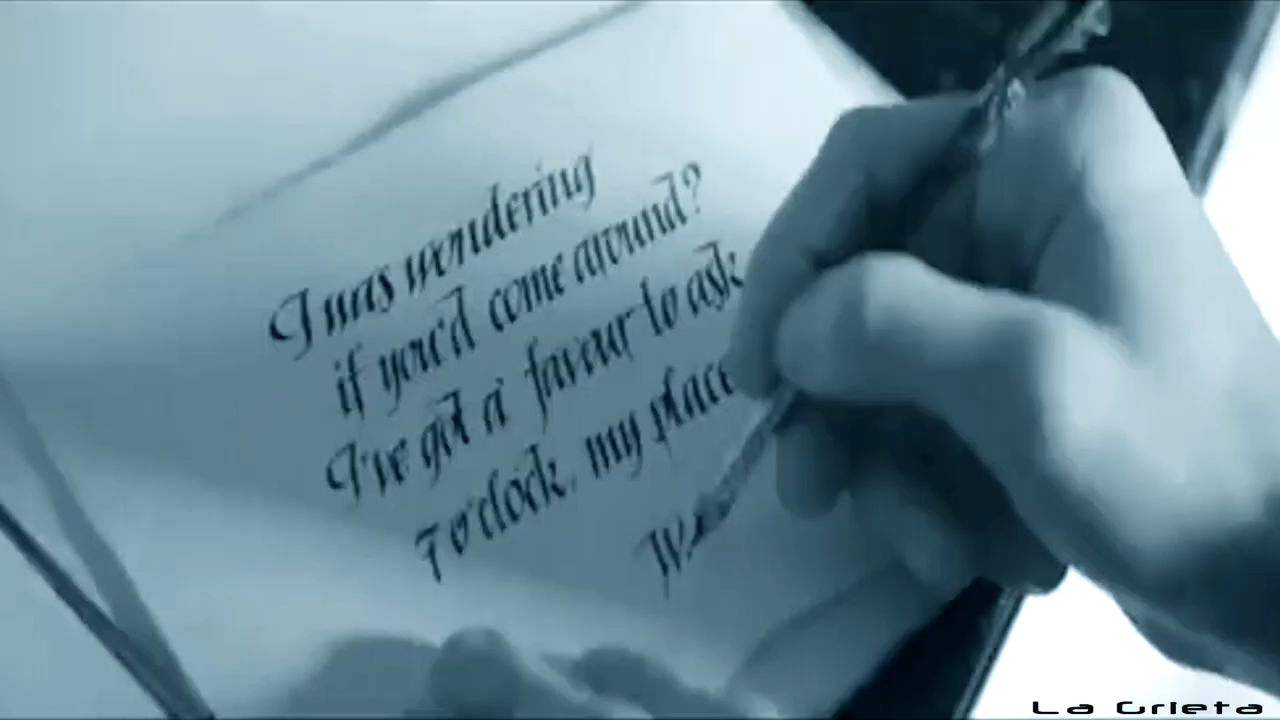 I was wondering
if you'd come around?
I've got a favour to ask
7 o'clock, my place
W
La Grieta